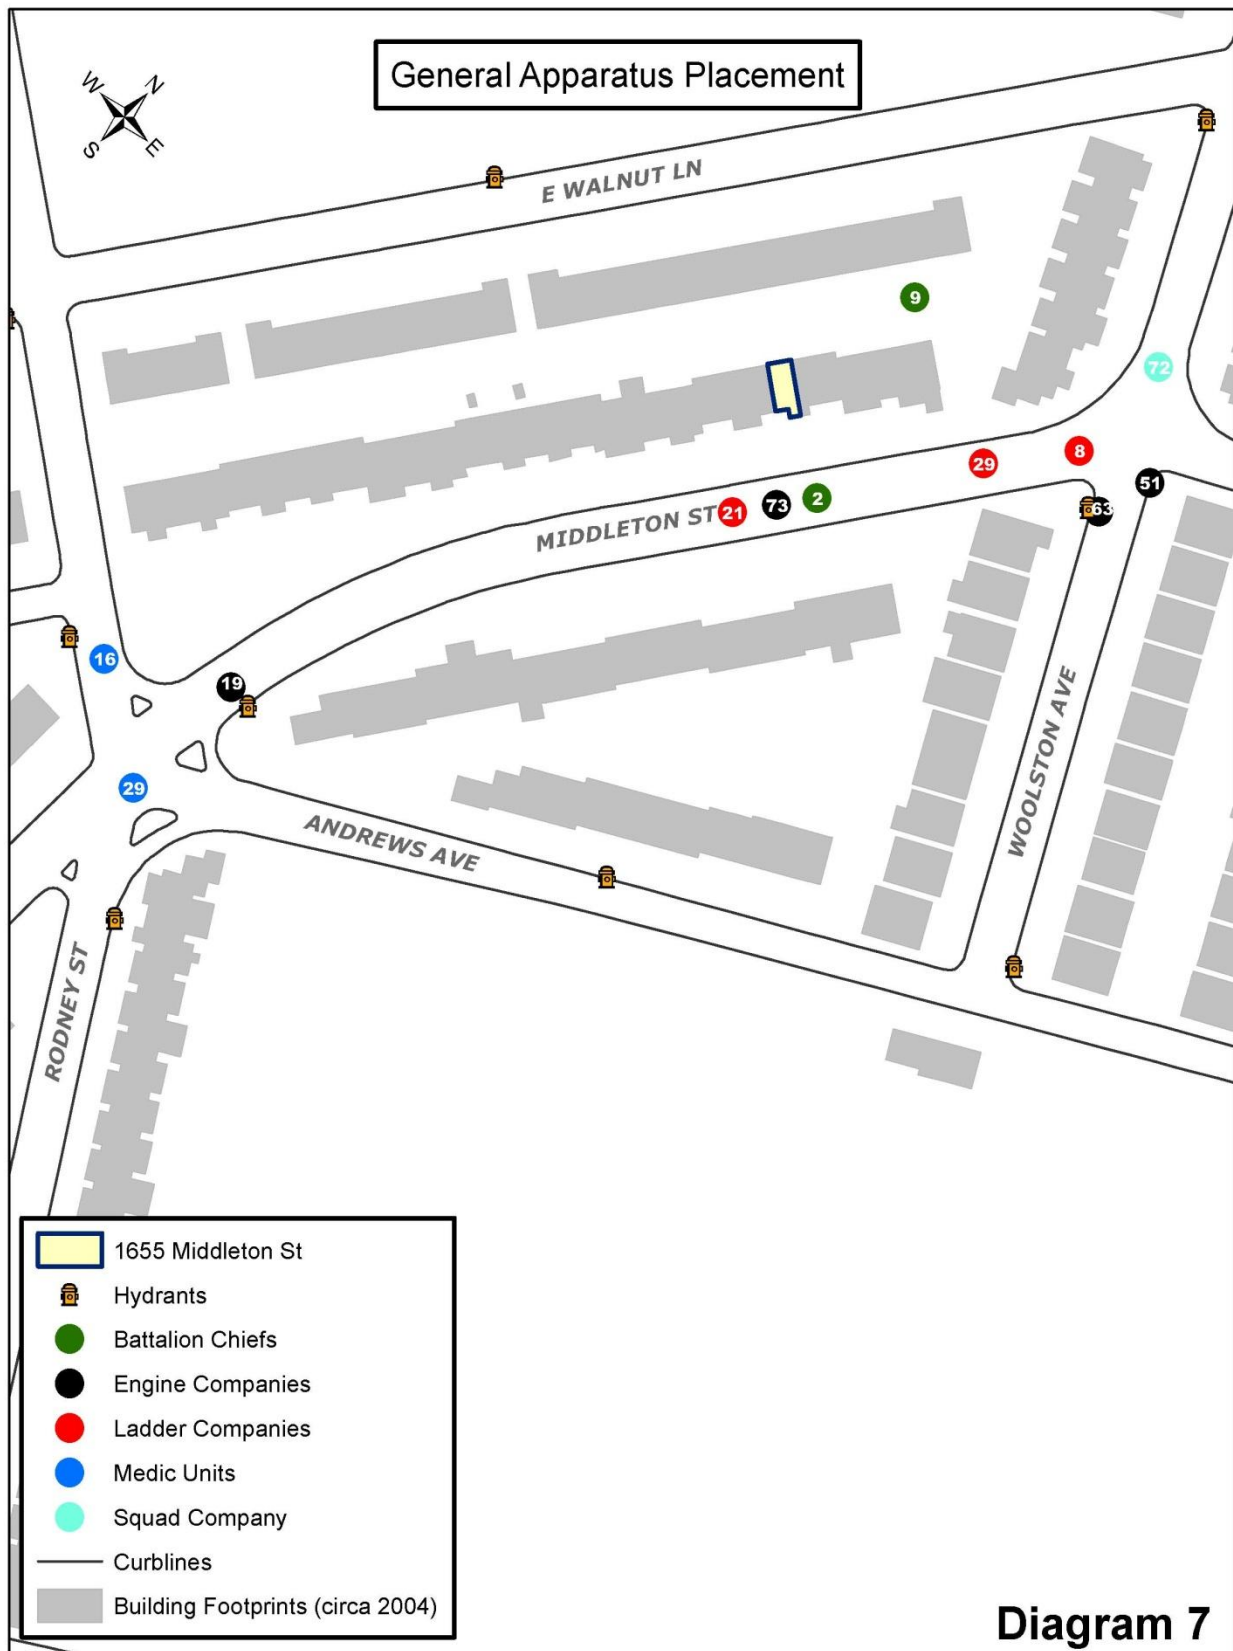 General Apparatus Placement
W N
S E
E WALNUT LN
9
72
8
29
51
63
2
73
21
MIDDLETON ST
16
19
29
WOOLSTON AVE
ANDREWS AVE
RODNEY ST
1655 Middleton St
Hydrants
Battalion Chiefs
Engine Companies
Ladder Companies
Medic Units
Squad Company
Curblines
Building Footprints (circa 2004)
Diagram 7